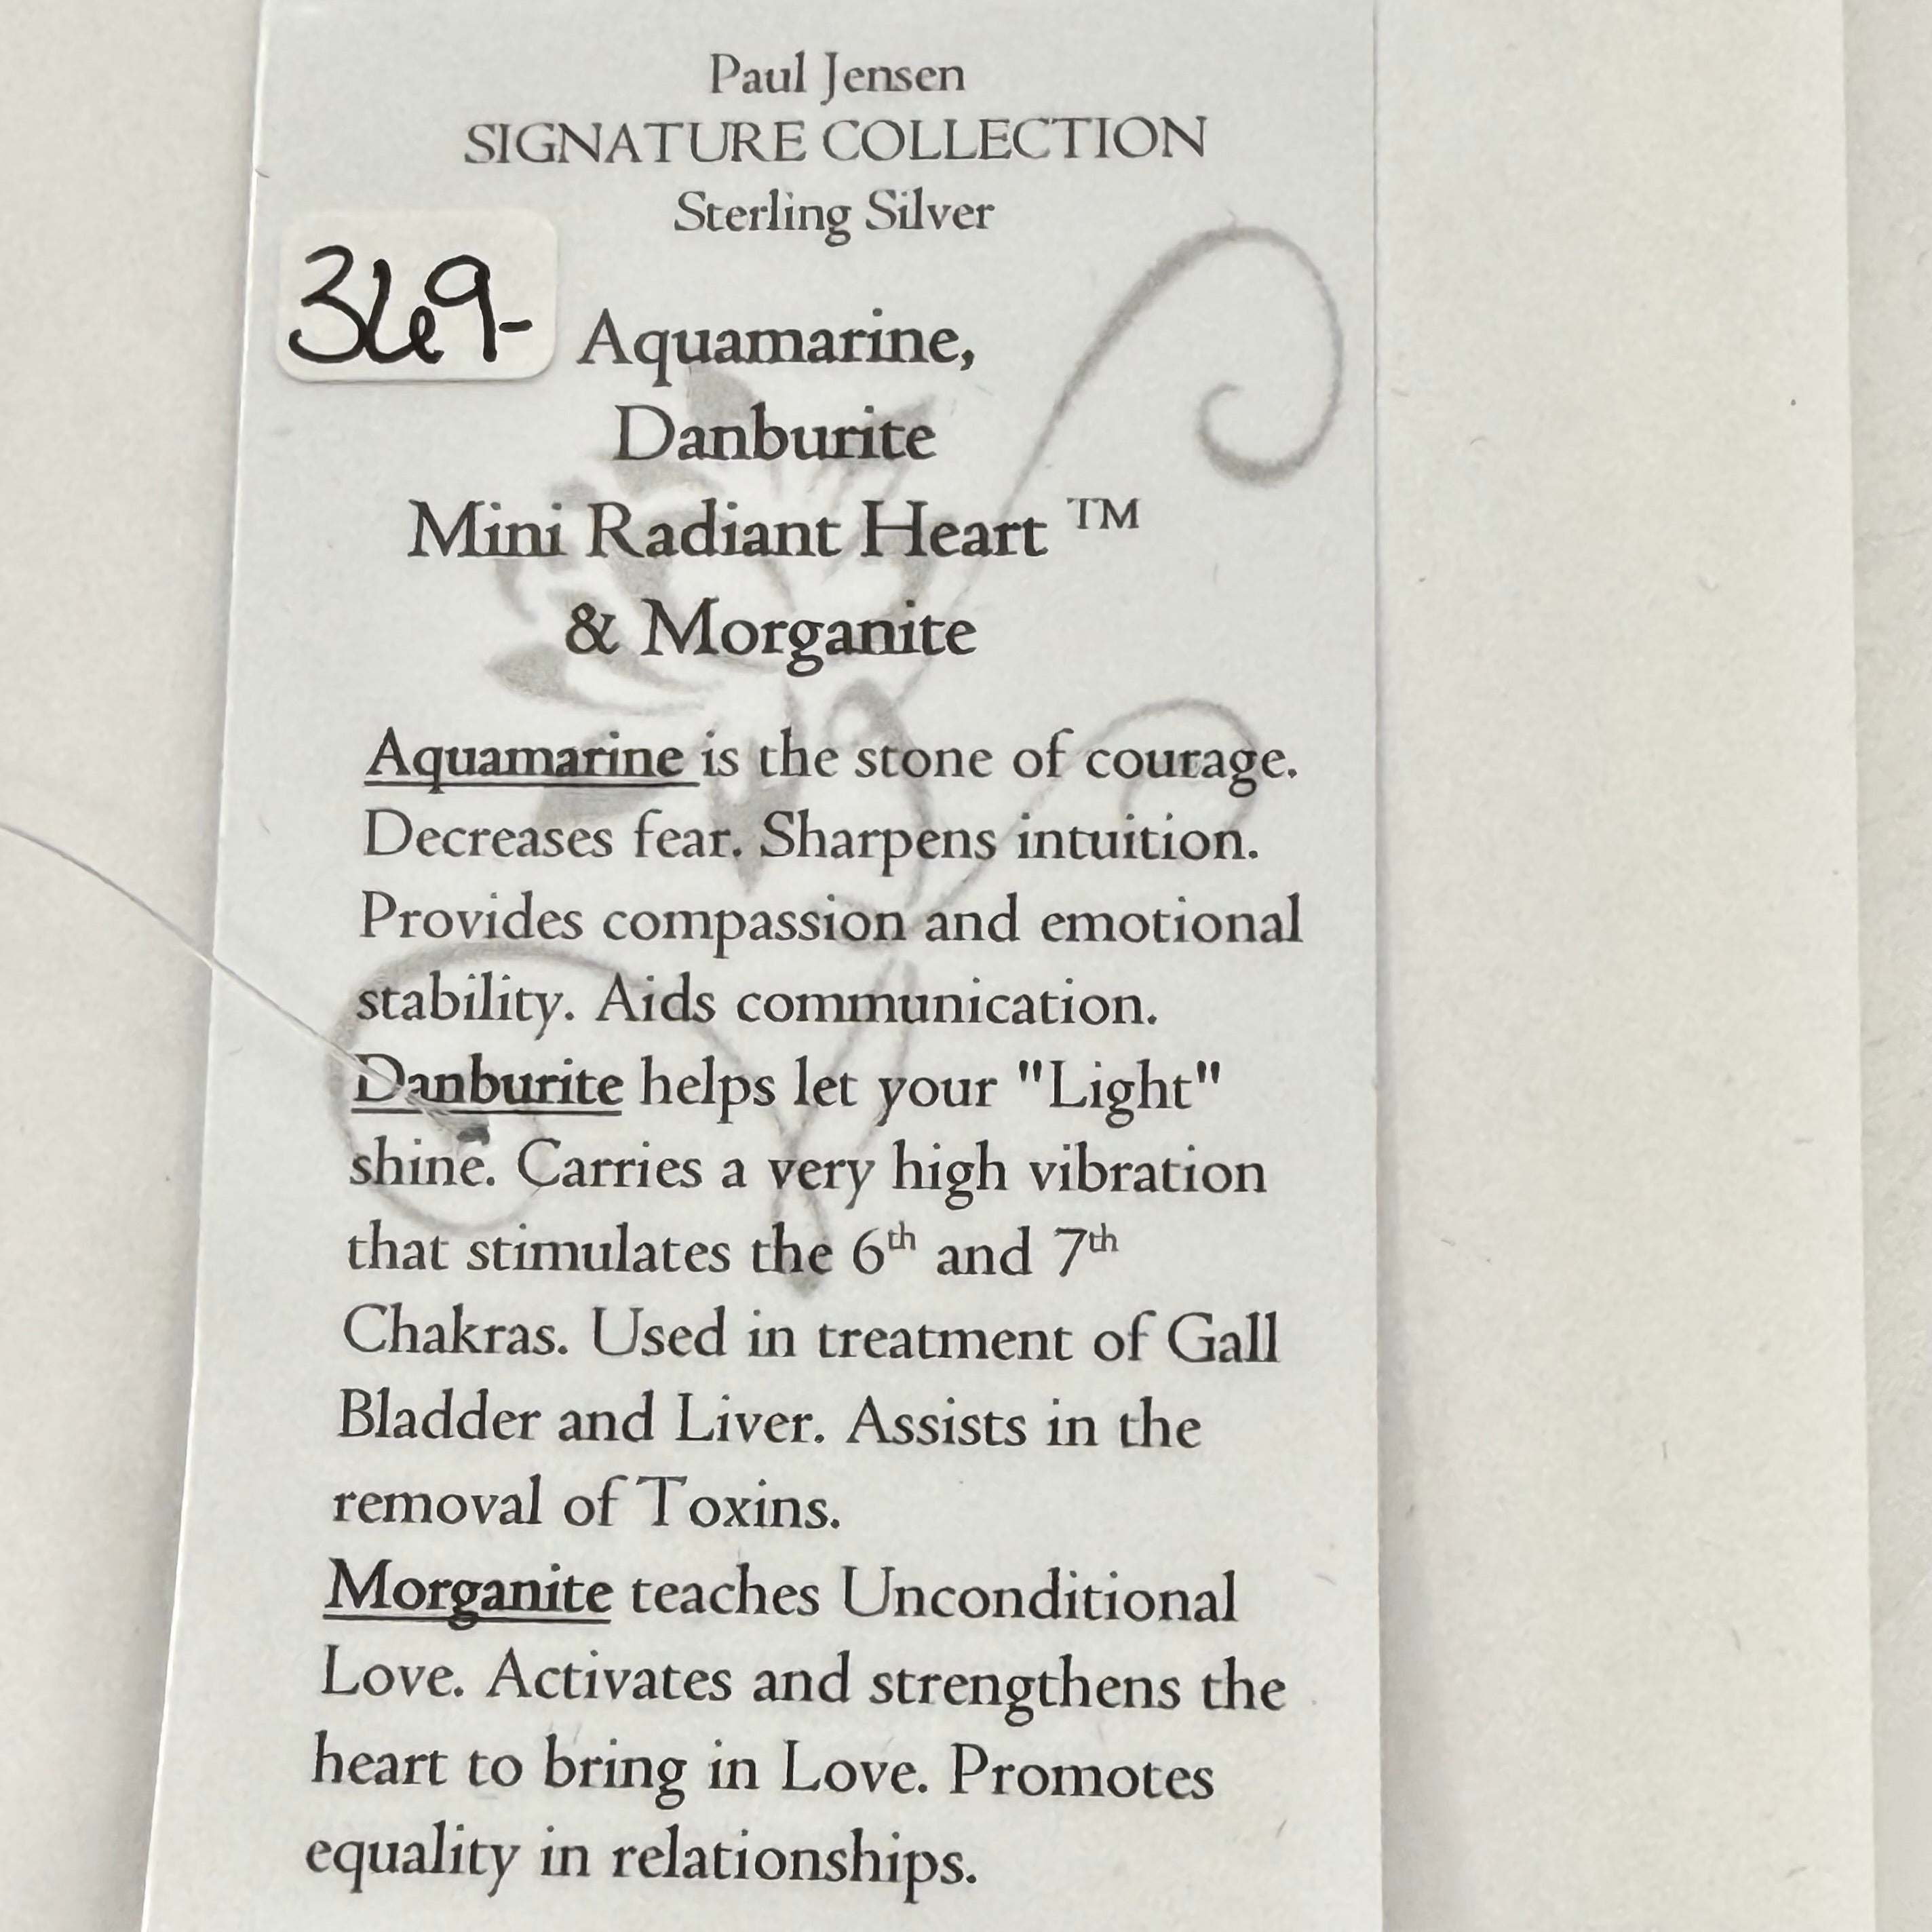 Paul Jensen
SIGNATURE COLLECTION
Sterling Silver
369-
Aquamarine,
Danburite
Mini Radiant Heart ™
& Morganite
Aquamarine is the stone of courage.
Decreases fear. Sharpens intuition.
Provides compassion and emotional
stability. Aids communication.
Danburite helps let your "Light"
shine. Carries a very high vibration
that stimulates the 6th and 7th
Chakras. Used in treatment of Gall
Bladder and Liver. Assists in the
removal of Toxins.
Morganite teaches Unconditional
Love. Activates and strengthens the
heart to bring in Love. Promotes
equality in relationships.